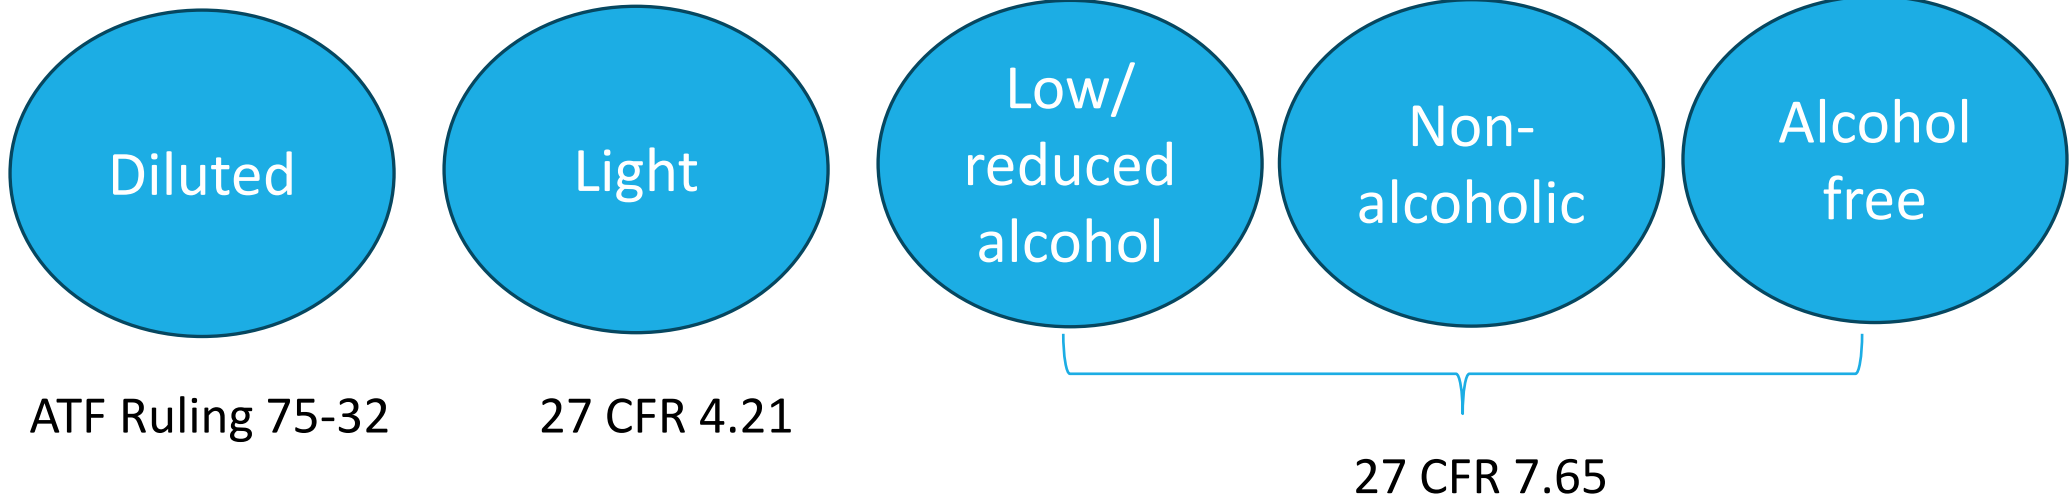 Diluted
Light
Low/
reduced
alcohol
Non-
alcoholic
Alcohol
free
ATF Ruling 75-32
27 CFR 4.21
27 CFR 7.65